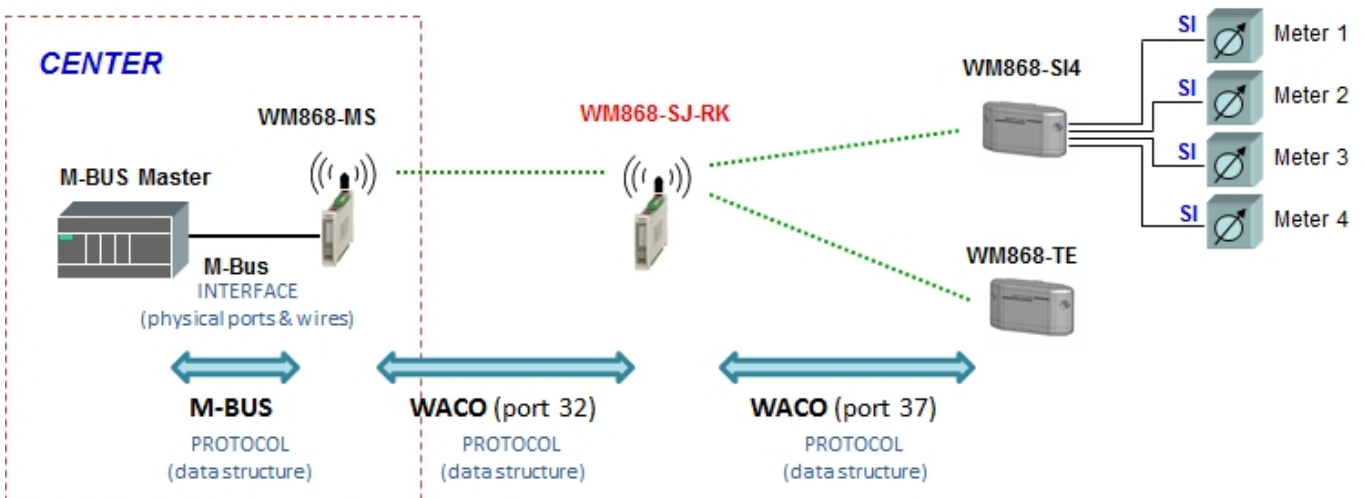 CENTER
WM868-MS
WM868-SJ-RK
WM868-SI4
SI
Meter 1
SI
Meter 2
SI
Meter 3
SI
Meter 4
M-BUS Master
M-Bus
INTERFACE
(physical ports & wires)
WM868-TE
M-BUS
PROTOCOL
(data structure)
WACO (port 32)
PROTOCOL
(data structure)
WACO (port 37)
PROTOCOL
(data structure)